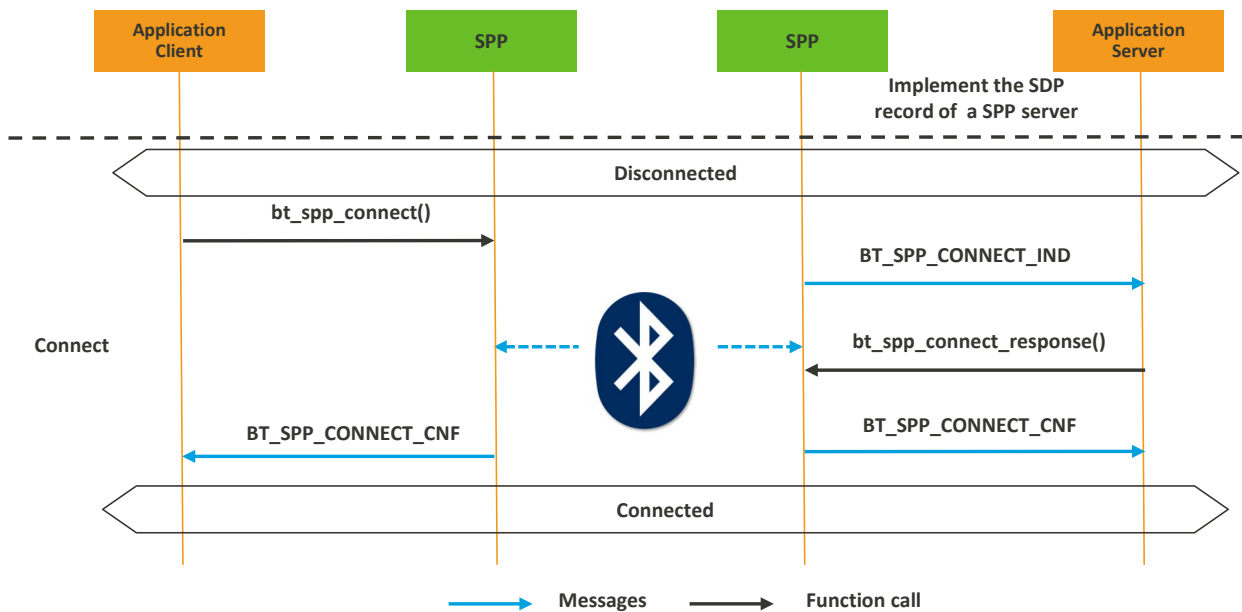 Application
Client
SPP
SPP
Application
Server
Implement the SDP
record of a SPP server
Disconnected
bt_spp_connect()
BT_SPP_CONNECT_IND
Connect
bt_spp_connect_response()
BT_SPP_CONNECT_CNF
BT_SPP_CONNECT_CNF
Connected
Messages
Function call